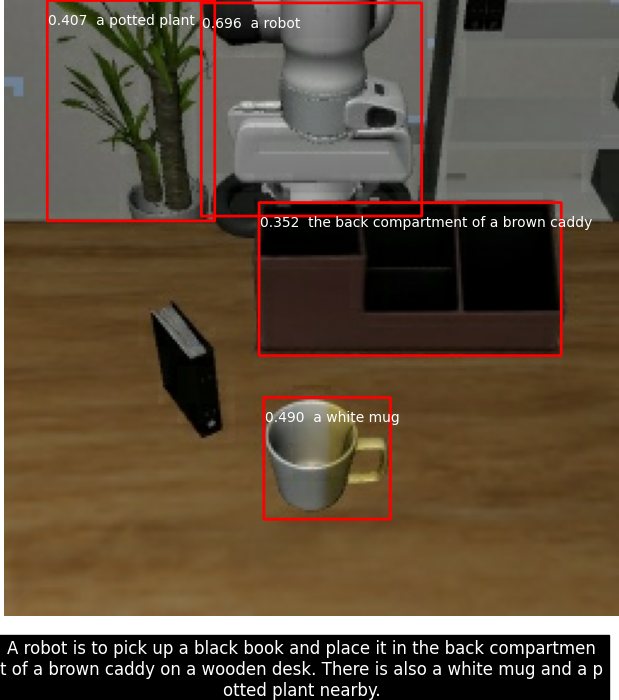 0.407 a potted plant
0.696 a robot
0.352 the back compartment of a brown caddy
0.490 a white mug
A robot is to pick up a black book and place it in the back compartmen
t of a brown caddy on a wooden desk. There is also a white mug and a p
otted plant nearby.